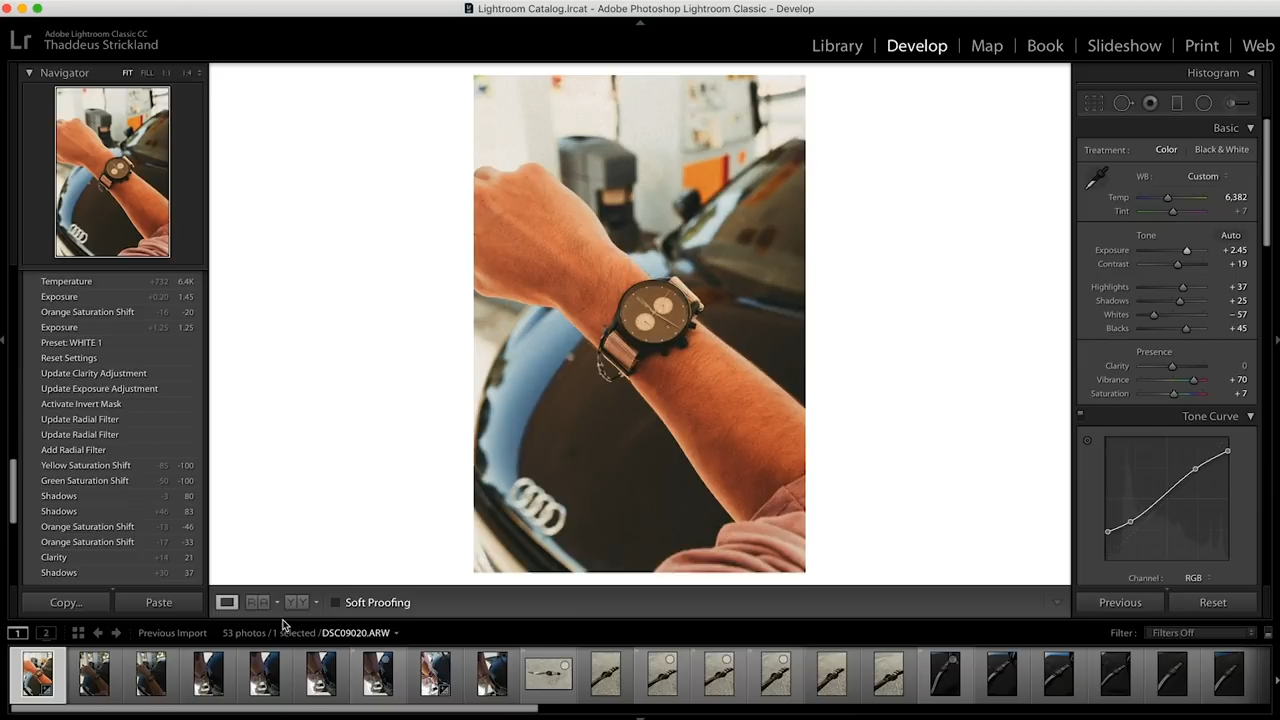 Lightroom Catalog.lrcat - Adobe Photoshop Lightroom Classic - Develop
Lr
Adobe Lightroom Classic CC
Thaddeus Strickland
Library | Develop | Map | Book | Slideshow | Print | Web
Navigator FIT FILL 1:1 1:4
Histogram
Basic
Treatment : Color Black & White
WB : Custom
Temp 6,382
Tint + 7
Tone Auto
Exposure + 2.45
Contrast + 19
Highlights + 37
Shadows + 25
Whites – 57
Blacks + 45
Presence
Clarity 0
Vibrance + 70
Saturation + 7
Tone Curve
Channel : RGB
Temperature +732 6.4K
Exposure +0.20 1.45
Orange Saturation Shift -16 -20
Exposure +1.25 1.25
Preset: WHITE 1
Reset Settings
Update Clarity Adjustment
Update Exposure Adjustment
Activate Invert Mask
Update Radial Filter
Update Radial Filter
Add Radial Filter
Yellow Saturation Shift -85 -100
Green Saturation Shift -50 -100
Shadows -3 80
Shadows +46 83
Orange Saturation Shift -13 -46
Orange Saturation Shift -17 -33
Clarity +14 21
Shadows +30 37
Copy... Paste
RA YY Soft Proofing
Previous Reset
1 2 Previous Import 53 photos / 1 selected / DSC09020.ARW
Filter : Filters Off